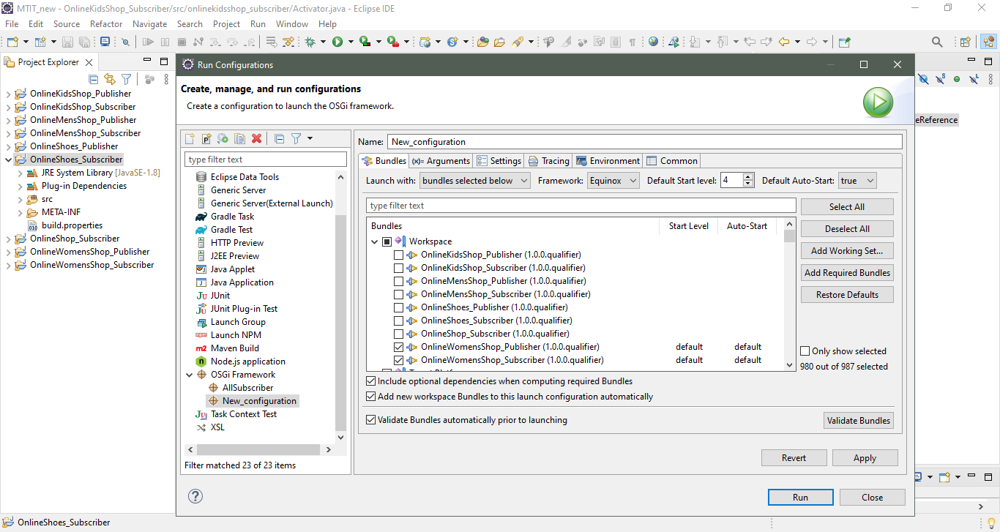 MTIT_new - OnlineKidsShop_Subscriber/src/onlinekidsshop_subscriber/Activator.java - Eclipse IDE
File Edit Source Refactor Navigate Search Project Run Window Help
Project Explorer
OnlineKidsShop_Publisher
OnlineKidsShop_Subscriber
OnlineMensShop_Publisher
OnlineMensShop_Subscriber
OnlineShoes_Publisher
OnlineShoes_Subscriber
JRE System Library [JavaSE-1.8]
Plug-in Dependencies
src
META-INF
build.properties
OnlineShop_Subscriber
OnlineWomensShop_Publisher
OnlineWomensShop_Subscriber
Run Configurations
Create, manage, and run configurations
Create a configuration to launch the OSGi framework.
type filter text
Eclipse Data Tools
Generic Server
Generic Server(External Launch)
Gradle Task
Gradle Test
HTTP Preview
J2EE Preview
Java Applet
Java Application
JUnit
JUnit Plug-in Test
Launch Group
Launch NPM
Maven Build
Node.js application
OSGi Framework
AllSubscriber
New_configuration
Task Context Test
XSL
Filter matched 23 of 23 items
Name: New_configuration
Bundles Arguments Settings Tracing Environment Common
Launch with: bundles selected below Framework: Equinox Default Start level: 4 Default Auto-Start: true
type filter text
Bundles Start Level Auto-Start
Workspace
OnlineKidsShop_Publisher (1.0.0.qualifier)
OnlineKidsShop_Subscriber (1.0.0.qualifier)
OnlineMensShop_Publisher (1.0.0.qualifier)
OnlineMensShop_Subscriber (1.0.0.qualifier)
OnlineShoes_Publisher (1.0.0.qualifier)
OnlineShoes_Subscriber (1.0.0.qualifier)
OnlineShop_Subscriber (1.0.0.qualifier)
OnlineWomensShop_Publisher (1.0.0.qualifier) default default
OnlineWomensShop_Subscriber (1.0.0.qualifier) default default
Select All
Deselect All
Add Working Set...
Add Required Bundles
Restore Defaults
Only show selected
980 out of 987 selected
Include optional dependencies when computing required Bundles
Add new workspace Bundles to this launch configuration automatically
Validate Bundles automatically prior to launching
Validate Bundles
Revert Apply
Run Close
eReference
OnlineShoes_Subscriber